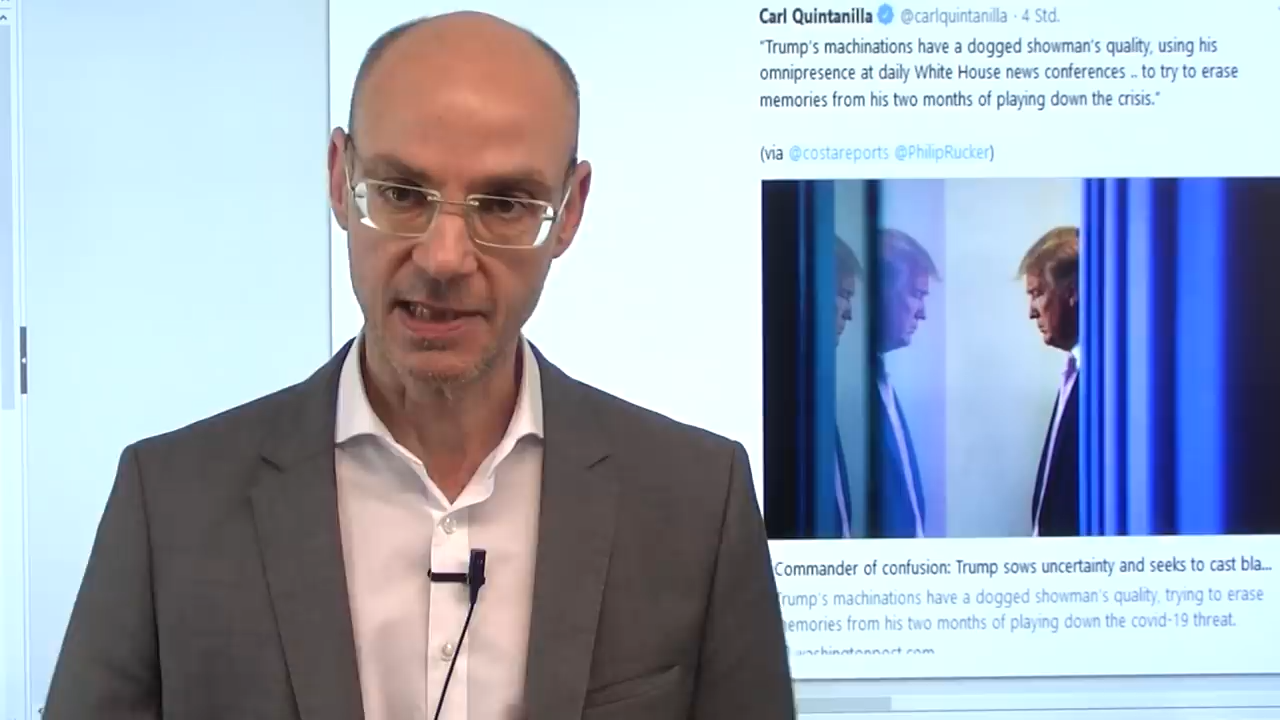 Carl Quintanilla @carlquintanilla · 4 Std.
"Trump's machinations have a dogged showman's quality, using his
omnipresence at daily White House news conferences .. to try to erase
memories from his two months of playing down the crisis."
(via @costareports @PhilipRucker)
Commander of confusion: Trump sows uncertainty and seeks to cast bla...
Trump's machinations have a dogged showman's quality, trying to erase
memories from his two months of playing down the covid-19 threat.
washingtonpost.com